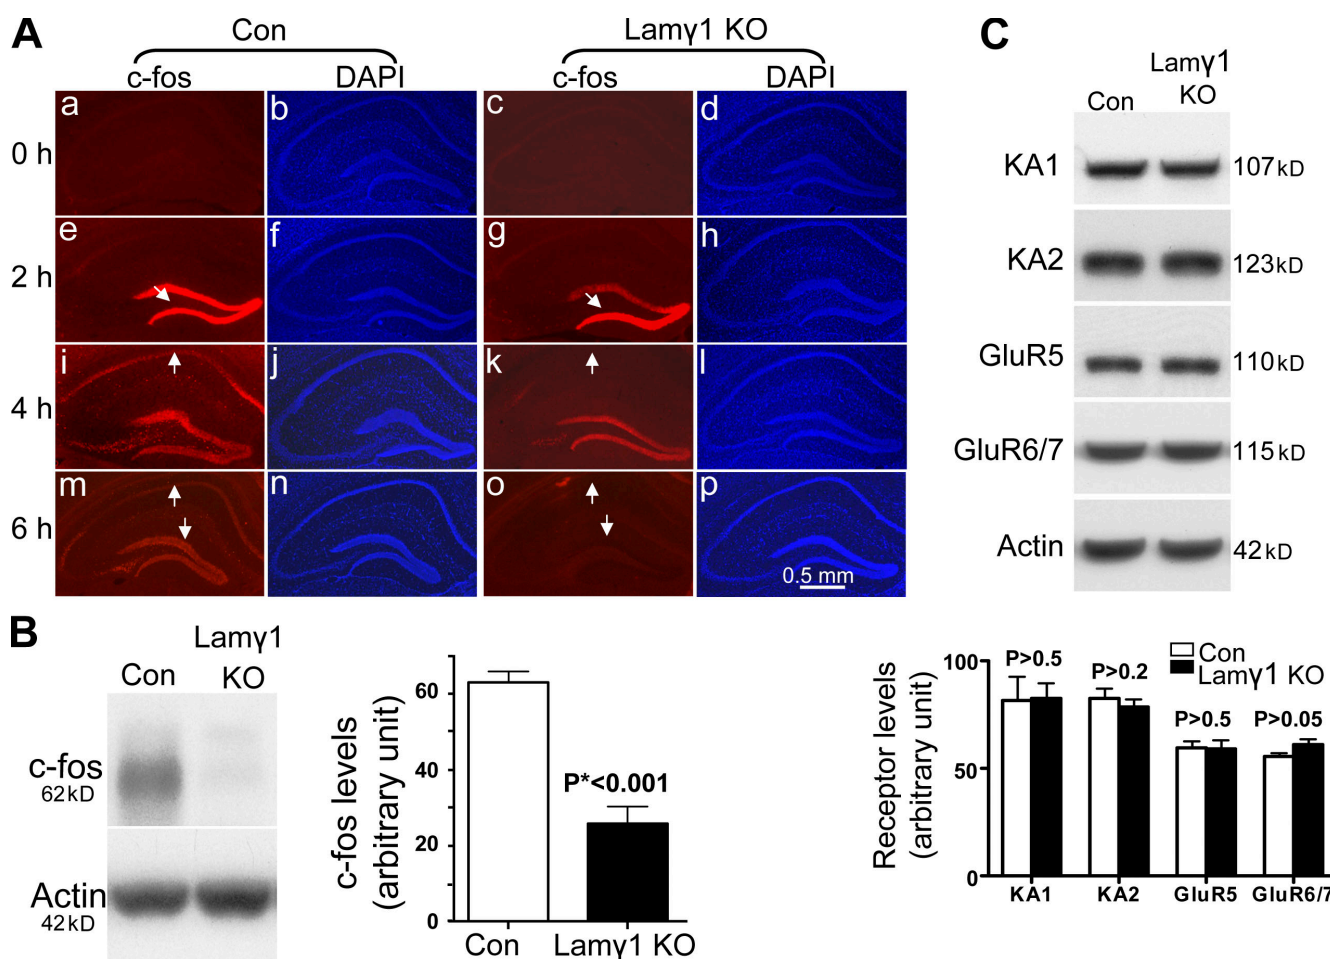 A
Con
Lamγ1 KO
c-fos
DAPI
c-fos
DAPI
0 h
a
b
c
d
2 h
e
f
g
h
4 h
i
j
k
l
6 h
m
n
o
p
0.5 mm
B
Con
Lamγ1
KO
c-fos
62kD
Actin
42kD
c-fos levels
(arbitrary unit)
60
60
20
0
P*<0.001
Con
Lamγ1 KO
C
Con
Lamγ1
KO
KA1
107kD
KA2
123kD
GluR5
110kD
GluR6/7
115kD
Actin
42kD
Receptor levels
(arbitrary unit)
100
50
0
P>0.5
P>0.2
P>0.5
P>0.05
Con
Lamγ1 KO
KA1
KA2
GluR5
GluR6/7